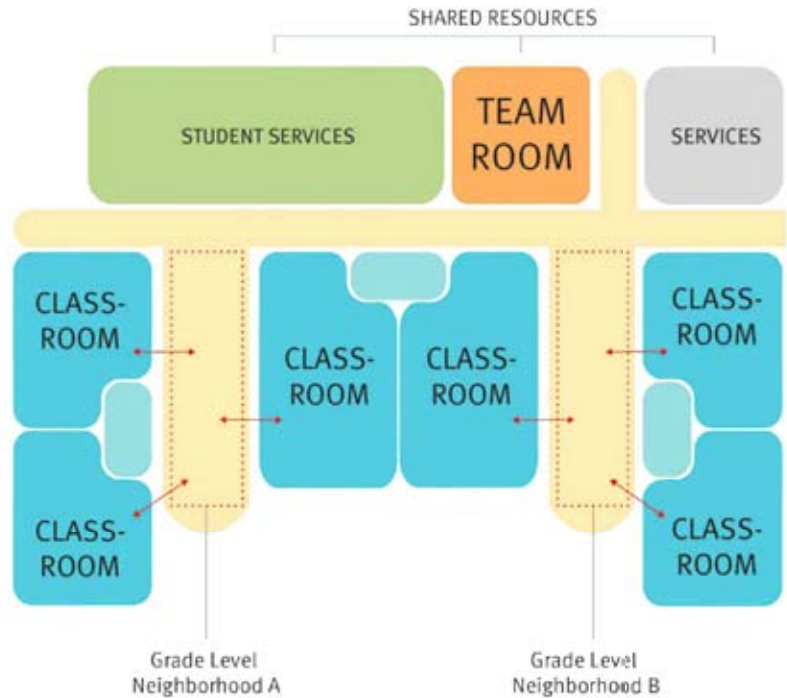 SHARED RESOURCES
STUDENT SERVICES
TEAM
ROOM
SERVICES
CLASS-
ROOM
CLASS-
ROOM
CLASS-
ROOM
CLASS-
ROOM
CLASS-
ROOM
CLASS-
ROOM
Grade Level
Neighborhood A
Grade Level
Neighborhood B